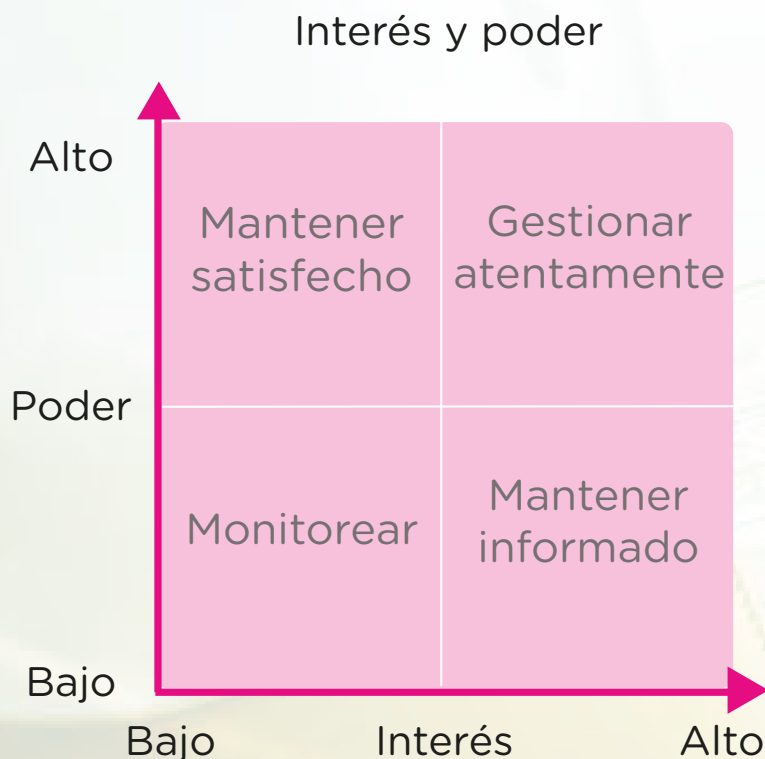 Interés y poder
Alto
Mantener
satisfecho
Gestionar
atentamente
Poder
Monitorear
Mantener
informado
Bajo
Bajo
Interés
Alto